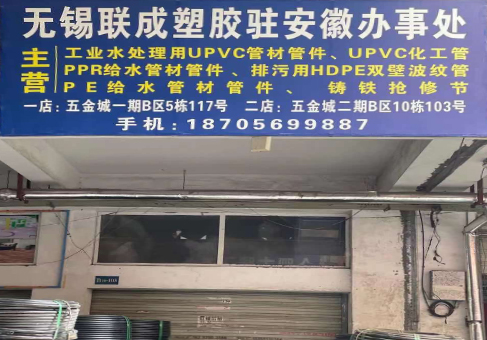 无锡联成塑胶驻安徽办事处
主营
工业水处理用UPVC管材管件、UPVC化工管
PPR给水管材管件、排污用HDPE双壁波纹管
PE给水管材管件、铸铁抢修节
一店:五金城一期B区5栋117号 二店:五金城二期B区10栋103号
手机:18705699887